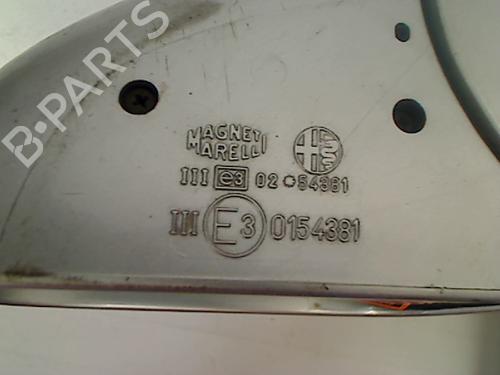 B-PARTS
MAGNETI
MARELLI
III e3 02*54381
III E3 0154381